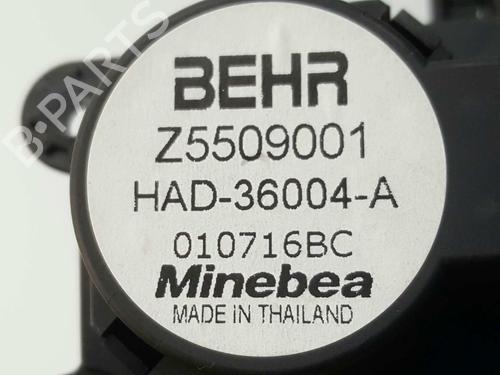 B-PARTS
BEHR
Z5509001
HAD-36004-A
010716BC
Minebea
MADE IN THAILAND